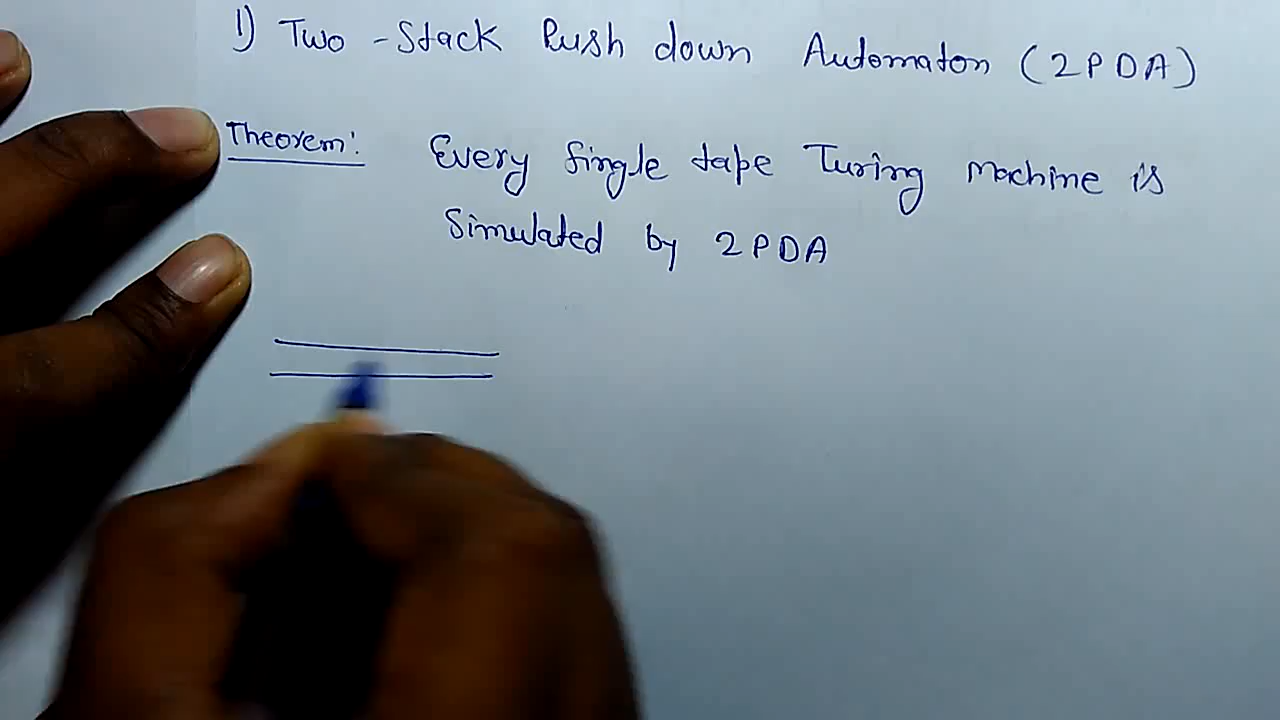 1) Two - Stack Push down Automaton (2PDA)
Theorem: Every Single tape Turing Machine is
Simulated by 2PDA